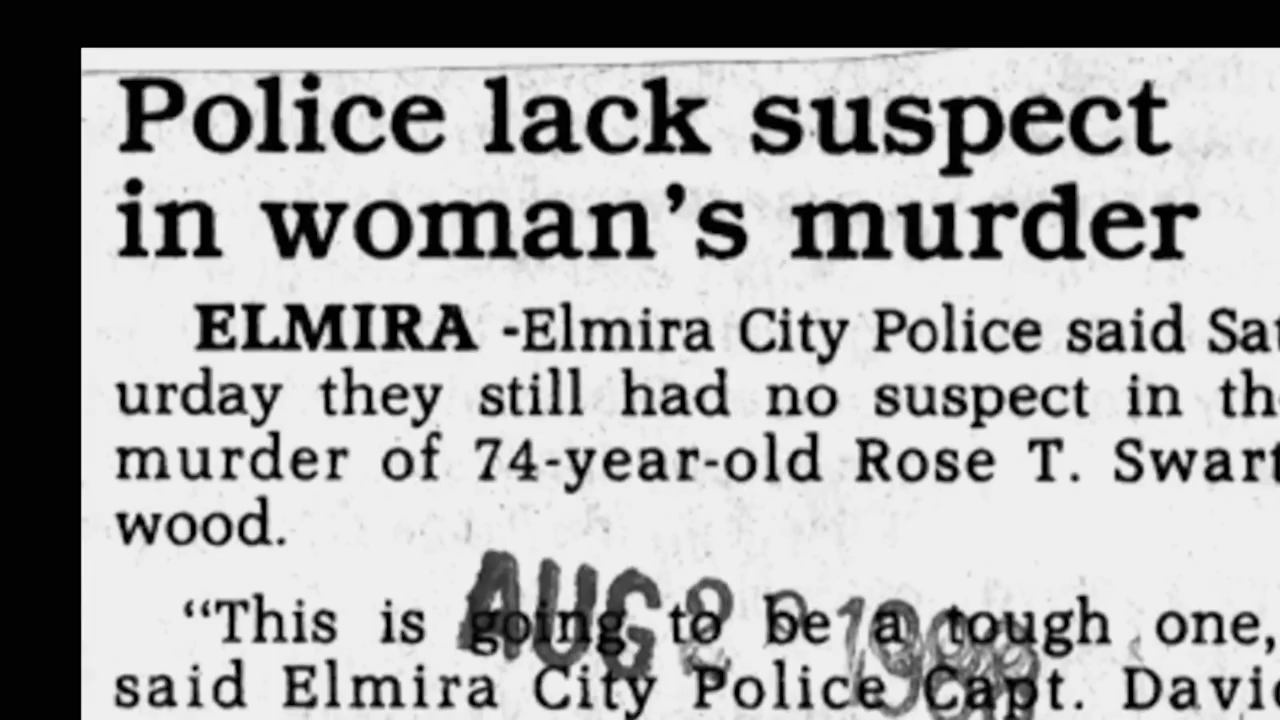 Police lack suspect
in woman's murder
ELMIRA -Elmira City Police said Sat
urday they still had no suspect in the
murder of 74-year-old Rose T. Swart
wood.
“This is going to be a tough one,
said Elmira City Police Capt. Davi
AUG